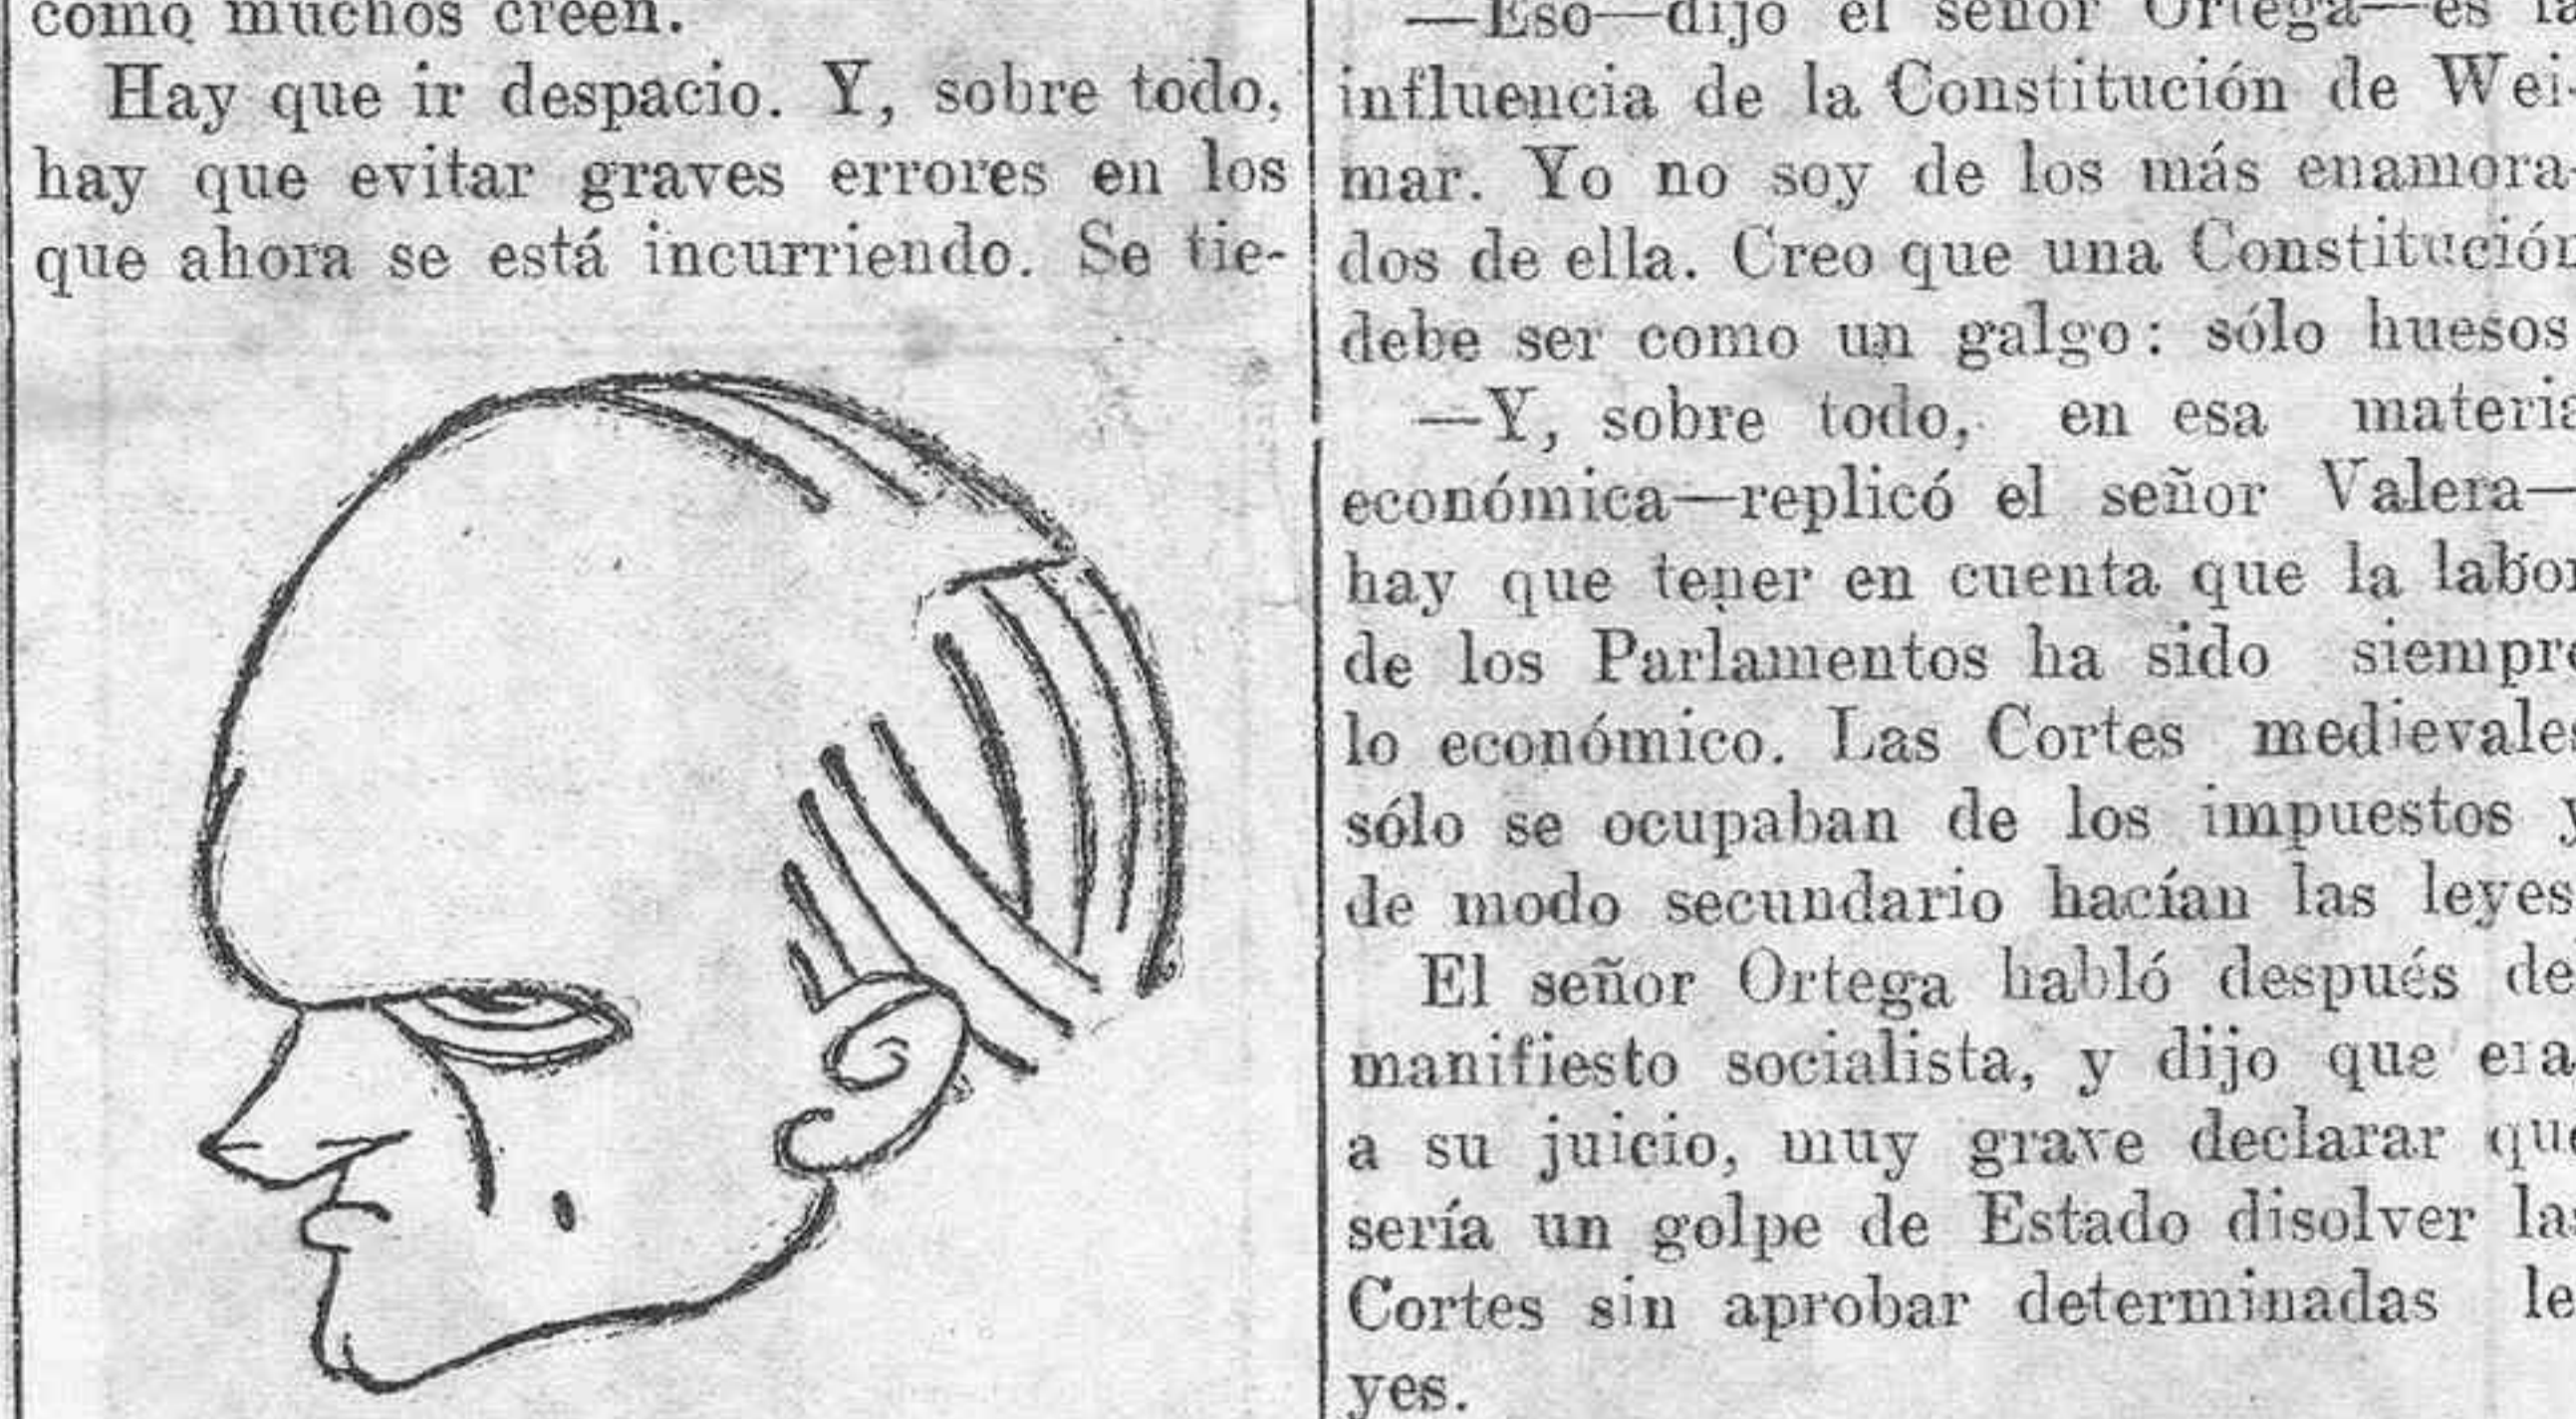 como muchos creen.
Hay que ir despacio. Y, sobre todo,
hay que evitar graves errores en los
que ahora se está incurriendo. Se tie-
—Eso—dijo el señor Ortega—es la
influencia de la Constitución de Wei-
mar. Yo no soy de los más enamora-
dos de ella. Creo que una Constitución
debe ser como un galgo: sólo huesos
—Y, sobre todo, en esa materia
económica—replicó el señor Valera—
hay que tener en cuenta que la labor
de los Parlamentos ha sido siempre
lo económico. Las Cortes medievales
sólo se ocupaban de los impuestos y
de modo secundario hacían las leyes
El señor Ortega habló después de
manifiesto socialista, y dijo que era
a su juicio, muy grave declarar que
sería un golpe de Estado disolver las
Cortes sin aprobar determinadas le
yes.